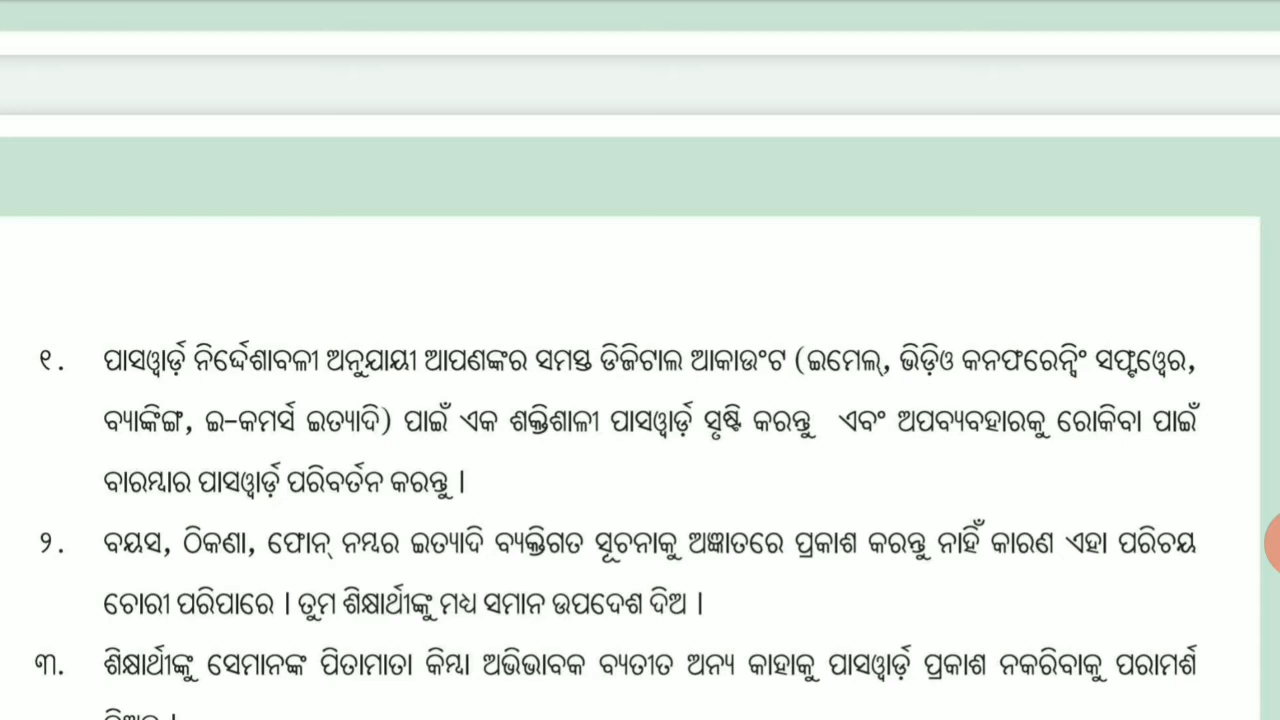 ୧. ପାସୱାର୍ଡ଼ ନିର୍ଦ୍ଦେଶାବଳୀ ଅନୁଯାୟୀ ଆପଣଙ୍କର ସମସ୍ତ ଡିଜିଟାଲ ଆକାଉଂଟ (ଇମେଲ୍, ଭିଡ଼ିଓ କନଫରେନ୍ସିଂ ସଫ୍ଟୱେର,
ବ୍ୟାଙ୍କିଙ୍ଗ, ଇ-କମର୍ସ ଇତ୍ୟାଦି) ପାଇଁ ଏକ ଶକ୍ତିଶାଳୀ ପାସୱାର୍ଡ଼ ସୃଷ୍ଟି କରନ୍ତୁ ଏବଂ ଅପବ୍ୟବହାରକୁ ରୋକିବା ପାଇଁ
ବାରମ୍ବାର ପାସୱାର୍ଡ଼ ପରିବର୍ତନ କରନ୍ତୁ |
୨. ବୟସ, ଠିକଣା, ଫୋନ୍ ନମ୍ବର ଇତ୍ୟାଦି ବ୍ୟକ୍ତିଗତ ସୂଚନାକୁ ଅଜ୍ଞାତରେ ପ୍ରକାଶ କରନ୍ତୁ ନାହିଁ କାରଣ ଏହା ପରିଚୟ
ଚୋରୀ ପରିପାରେ | ତୁମ ଶିକ୍ଷାର୍ଥୀଙ୍କୁ ମଧ୍ୟ ସମାନ ଉପଦେଶ ଦିଅ |
୩. ଶିକ୍ଷାର୍ଥୀଙ୍କୁ ସେମାନଙ୍କ ପିତାମାତା କିମ୍ବା ଅଭିଭାବକ ବ୍ୟତୀତ ଅନ୍ୟ କାହାକୁ ପାସୱାର୍ଡ଼ ପ୍ରକାଶ ନକରିବାକୁ ପରାମର୍ଶ